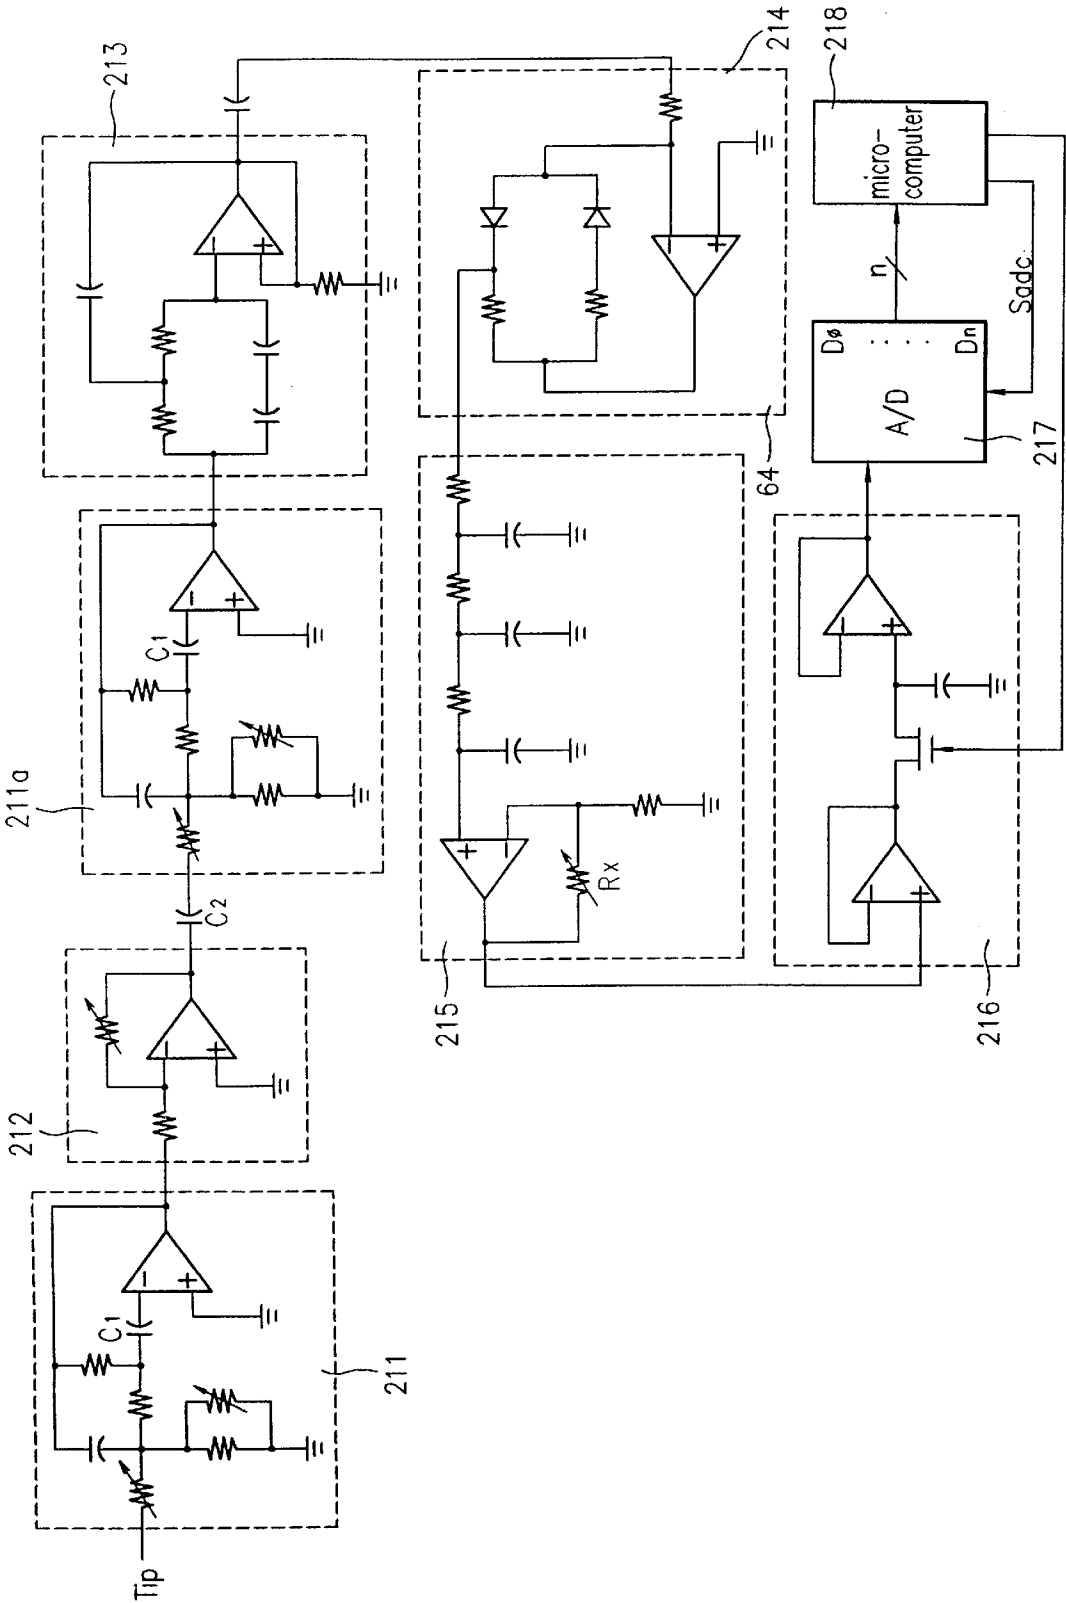 Tip
211
C1
212
C2
211a
C1
213
214
64
215
Rx
216
217
A/D
Dø
Dn
n
Sadc
218
micro-
computer